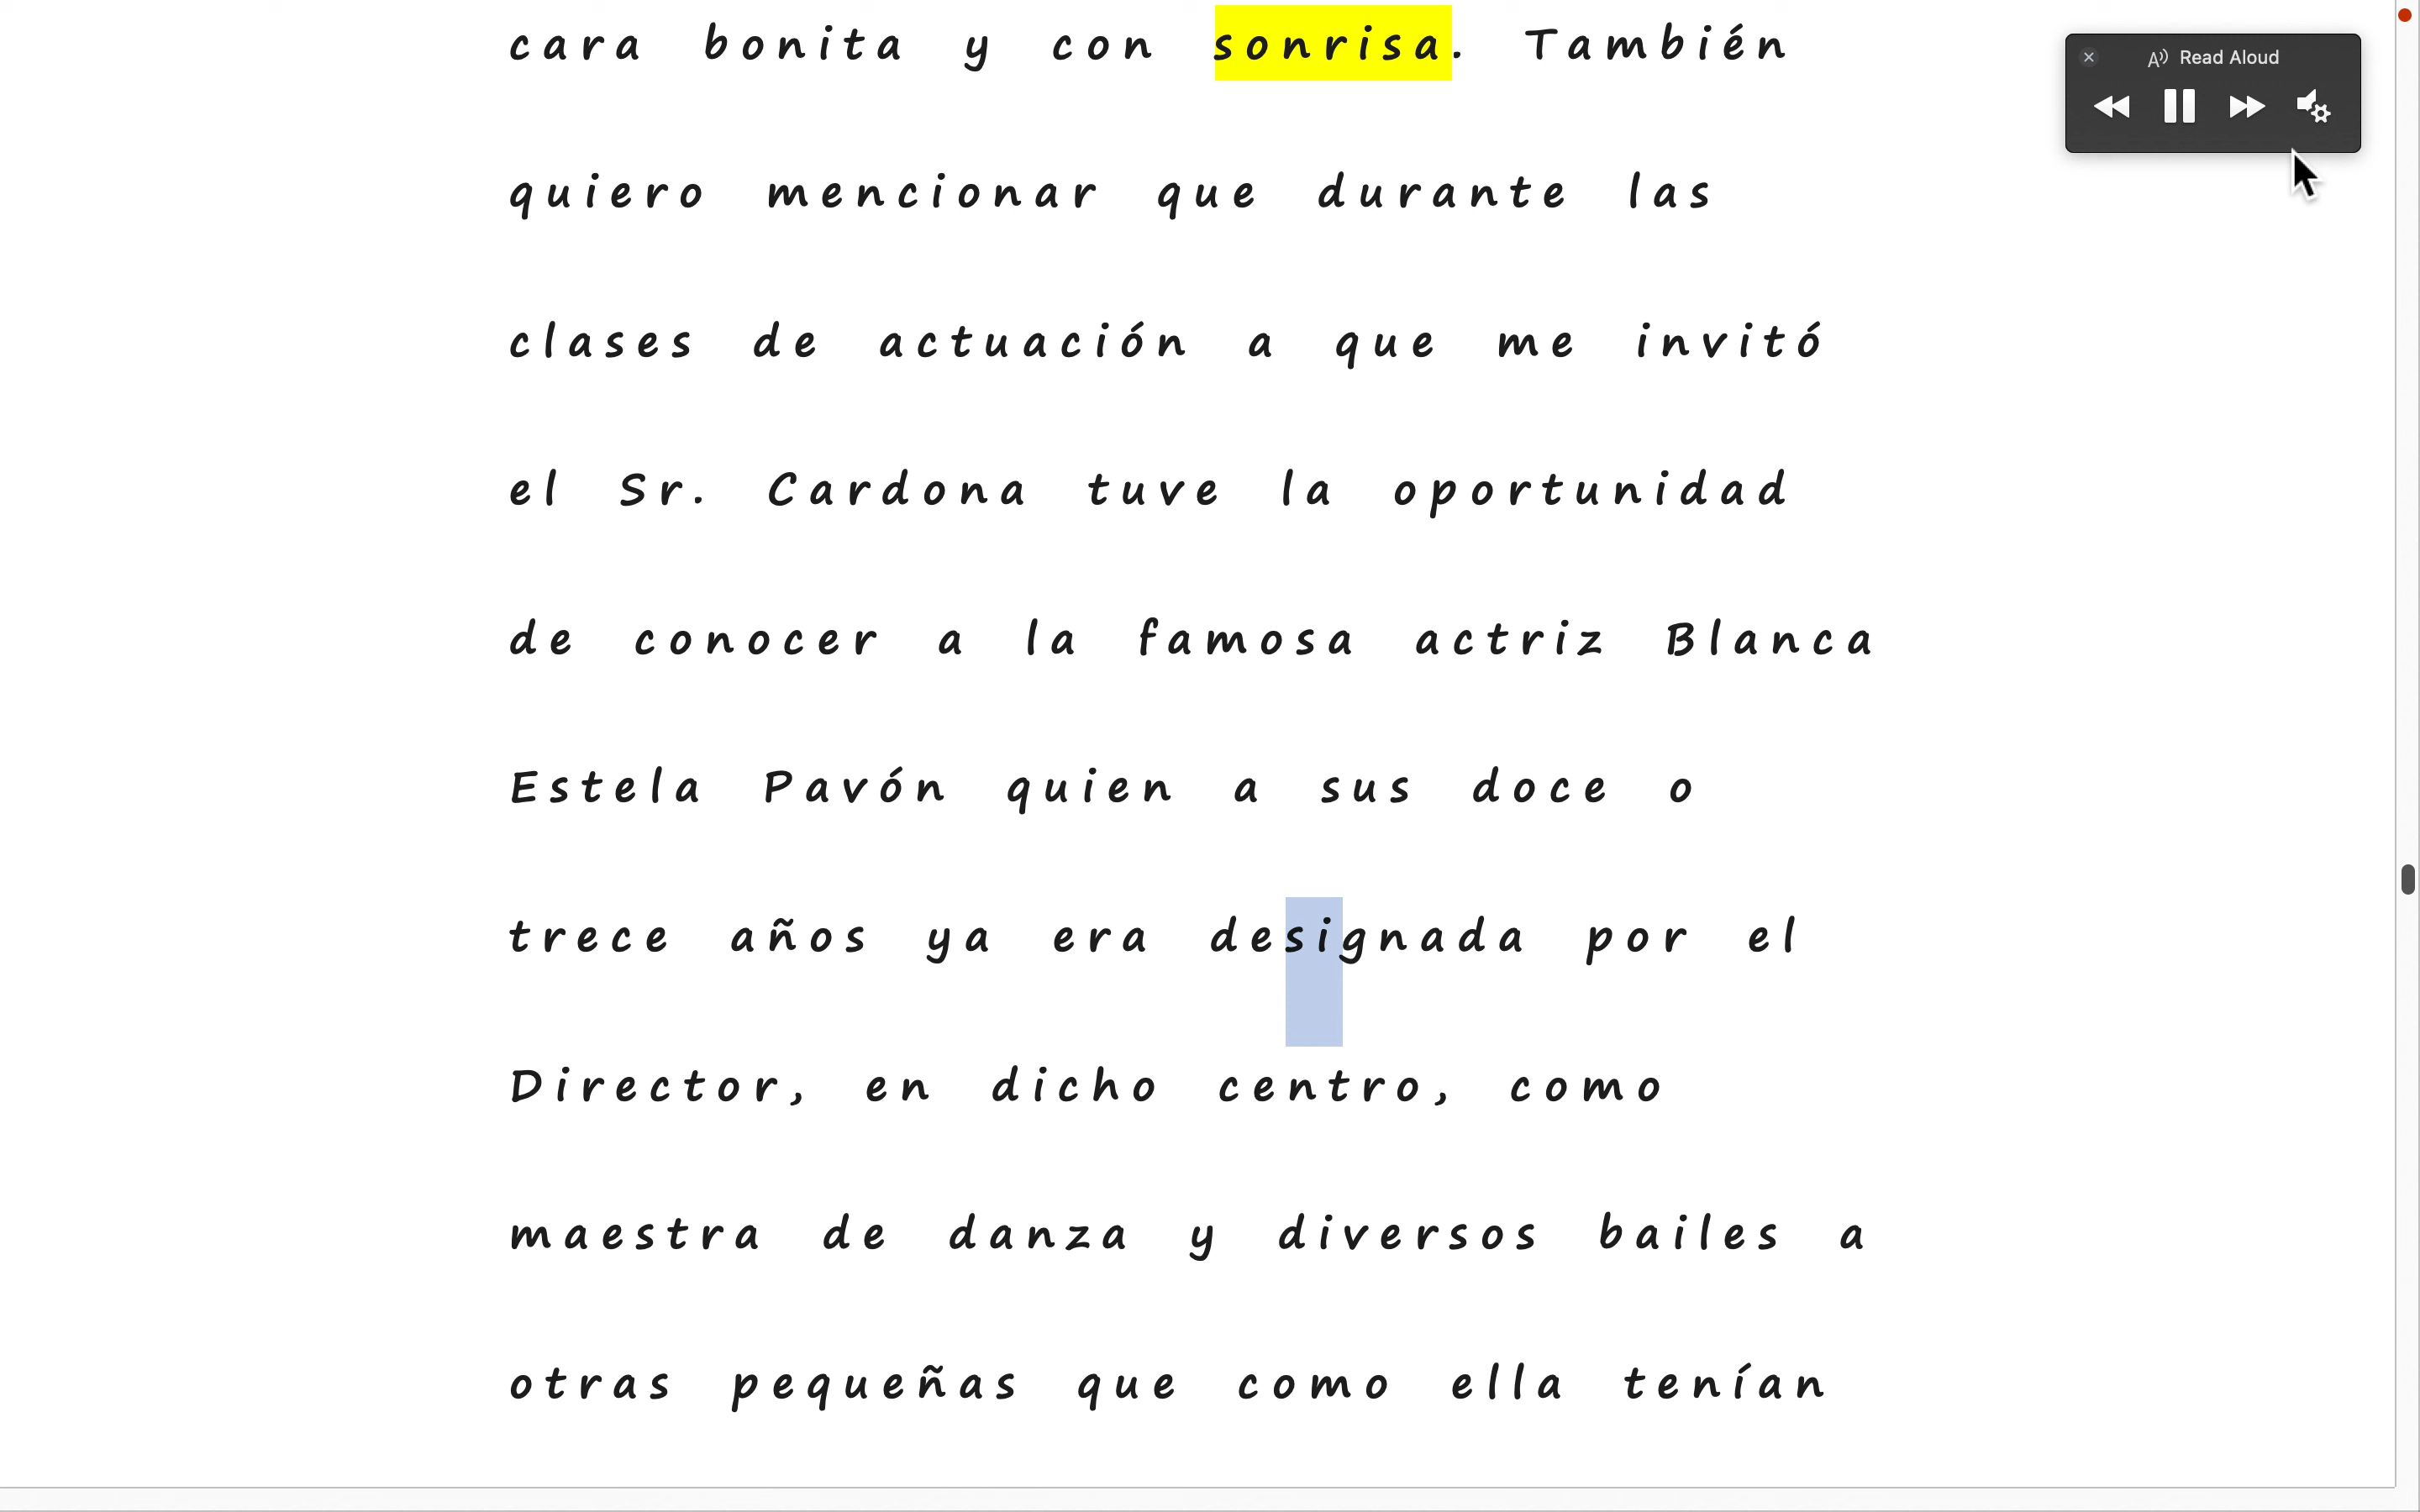 cara bonita y con sonrisa. También
Read Aloud
quiero mencionar que durante las
clases de actuación a que me invitó
el Sr. Cardona tuve la oportunidad
de conocer a la famosa actriz Blanca
Estela Pavón quien a sus doce o
trece años ya era designada por el
Director, en dicho centro, como
maestra de danza y diversos bailes a
otras pequeñas que como ella tenían